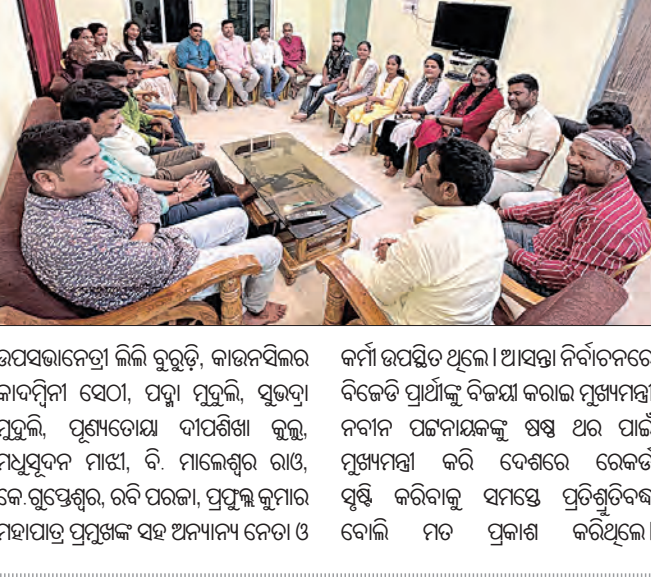 ଉପସଭାନେତ୍ରୀ ଲିଲି ବୁରୁଡ଼ି, କାଉନସିଲର
କାଦମ୍ବିନୀ ସେଠୀ, ପଦ୍ମା ମୁଦୁଲି, ସୁଭଦ୍ରା
ମୁଦୁଲି, ପୂଣ୍ୟତୋୟା ଦୀପଶିଖା କୁଲୁ,
ମଧୁସୂଦନ ମାଝୀ, ବି. ମାଲେଶ୍ୱର ରାଓ,
କେ.ଗୁପ୍ତେଶ୍ୱର, ରବି ପରଜା, ପ୍ରଫୁଲ୍ଲ କୁମାର
ମହାପାତ୍ର ପ୍ରମୁଖଙ୍କ ସହ ଅନ୍ୟାନ୍ୟ ନେତା ଓ
କର୍ମୀ ଉପସ୍ଥିତ ଥିଲେ। ଆସନ୍ତା ନିର୍ବାଚନରେ
ବିଜେଡି ପ୍ରାର୍ଥୀଙ୍କୁ ବିଜୟୀ କରାଇ ମୁଖ୍ୟମନ୍ତ୍ରୀ
ନବୀନ ପଟ୍ଟନାୟକଙ୍କୁ ଷଷ୍ଠ ଥର ପାଇଁ
ମୁଖ୍ୟମନ୍ତ୍ରୀ କରି ଦେଶରେ ରେକର୍ଡ
ସୃଷ୍ଟି କରିବାକୁ ସମସ୍ତେ ପ୍ରତିଶ୍ରୁତିବଦ୍ଧ
ବୋଲି ମତ ପ୍ରକାଶ କରିଥିଲେ।